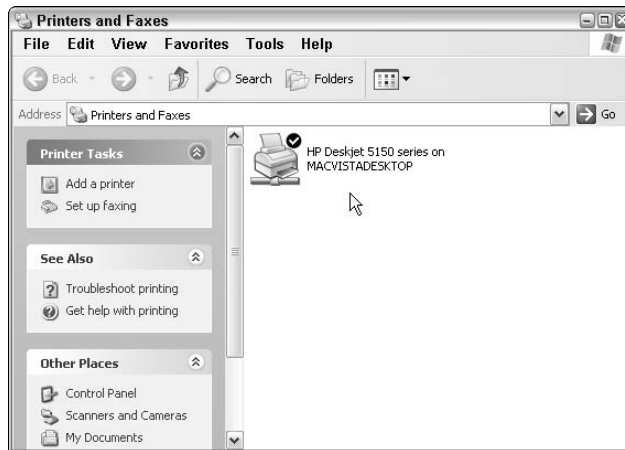 Printers and Faxes
File Edit View Favorites Tools Help
Back Search Folders
Address Printers and Faxes Go
Printer Tasks
Add a printer
Set up faxing
See Also
Troubleshoot printing
Get help with printing
Other Places
Control Panel
Scanners and Cameras
My Documents
HP Deskjet 5150 series on
MACVISTADESKTOP